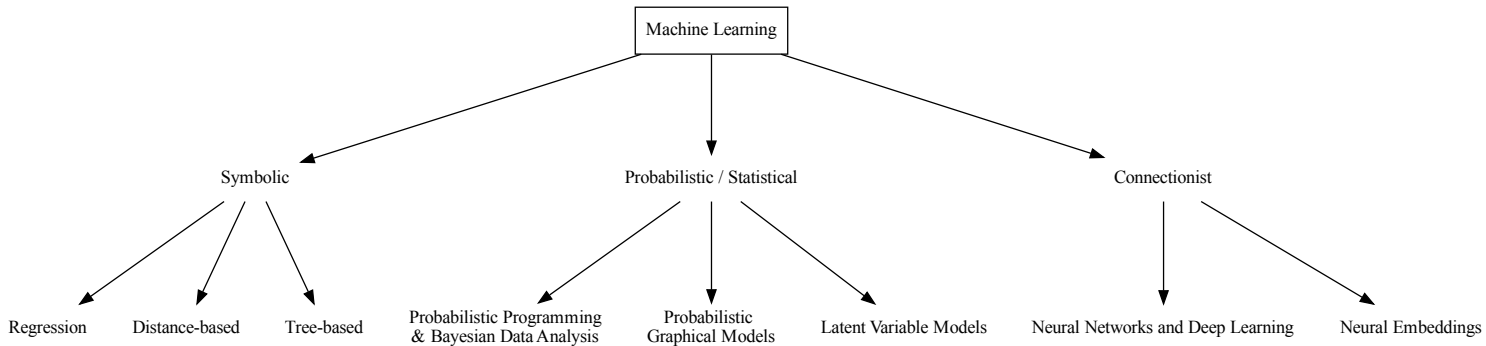 Machine Learning
Symbolic
Probabilistic / Statistical
Connectionist
Regression
Distance-based
Tree-based
Probabilistic Programming
& Bayesian Data Analysis
Probabilistic
Graphical Models
Latent Variable Models
Neural Networks and Deep Learning
Neural Embeddings